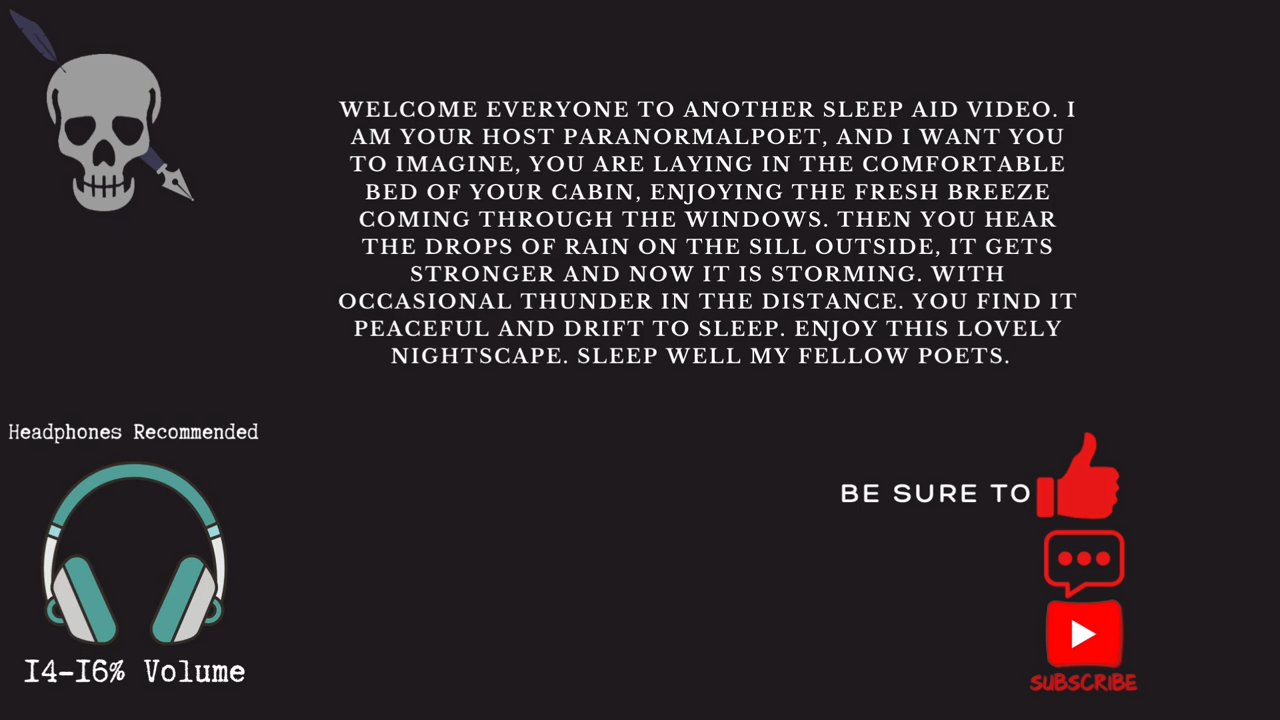 WELCOME EVERYONE TO ANOTHER SLEEP AID VIDEO. I
AM YOUR HOST PARANORMALPOET, AND I WANT YOU
TO IMAGINE, YOU ARE LAYING IN THE COMFORTABLE
BED OF YOUR CABIN, ENJOYING THE FRESH BREEZE
COMING THROUGH THE WINDOWS. THEN YOU HEAR
THE DROPS OF RAIN ON THE SILL OUTSIDE, IT GETS
STRONGER AND NOW IT IS STORMING. WITH
OCCASIONAL THUNDER IN THE DISTANCE. YOU FIND IT
PEACEFUL AND DRIFT TO SLEEP. ENJOY THIS LOVELY
NIGHTSCAPE. SLEEP WELL MY FELLOW POETS.
Headphones Recommended
14-16% Volume
BE SURE TO
SUBSCRIBE